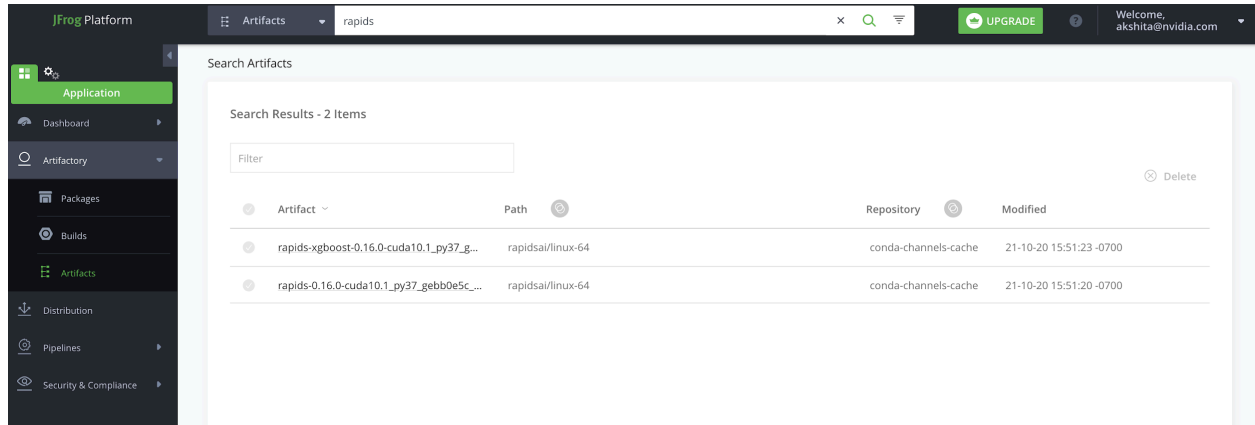 JFrog Platform
Artifacts
rapids
UPGRADE
Welcome,
akshita@nvidia.com
Application
Dashboard
Artifactory
Packages
Builds
Artifacts
Distribution
Pipelines
Security & Compliance
Search Artifacts
Search Results - 2 Items
Filter
Delete
Artifact Path Repository Modified
rapids-xgboost-0.16.0-cuda10.1_py37_g... rapidsai/linux-64 conda-channels-cache 21-10-20 15:51:23 -0700
rapids-0.16.0-cuda10.1_py37_gebb0e5c_... rapidsai/linux-64 conda-channels-cache 21-10-20 15:51:20 -0700